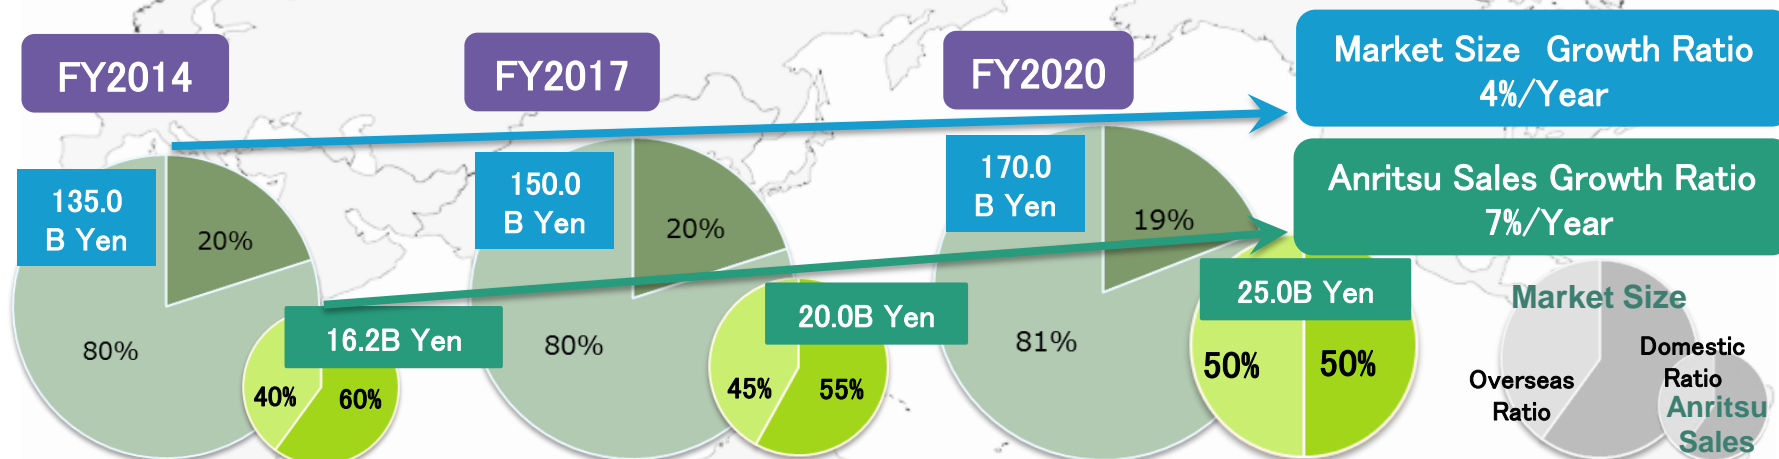 FY2014
FY2017
FY2020
Market Size Growth Ratio
4%/Year
135.0
B Yen
150.0
B Yen
170.0
B Yen
Anritsu Sales Growth Ratio
7%/Year
20%
20%
19%
80%
80%
81%
16.2B Yen
20.0B Yen
25.0B Yen
40%
60%
45%
55%
50%
50%
Market Size
Domestic
Ratio
Overseas
Ratio
Anritsu
Sales